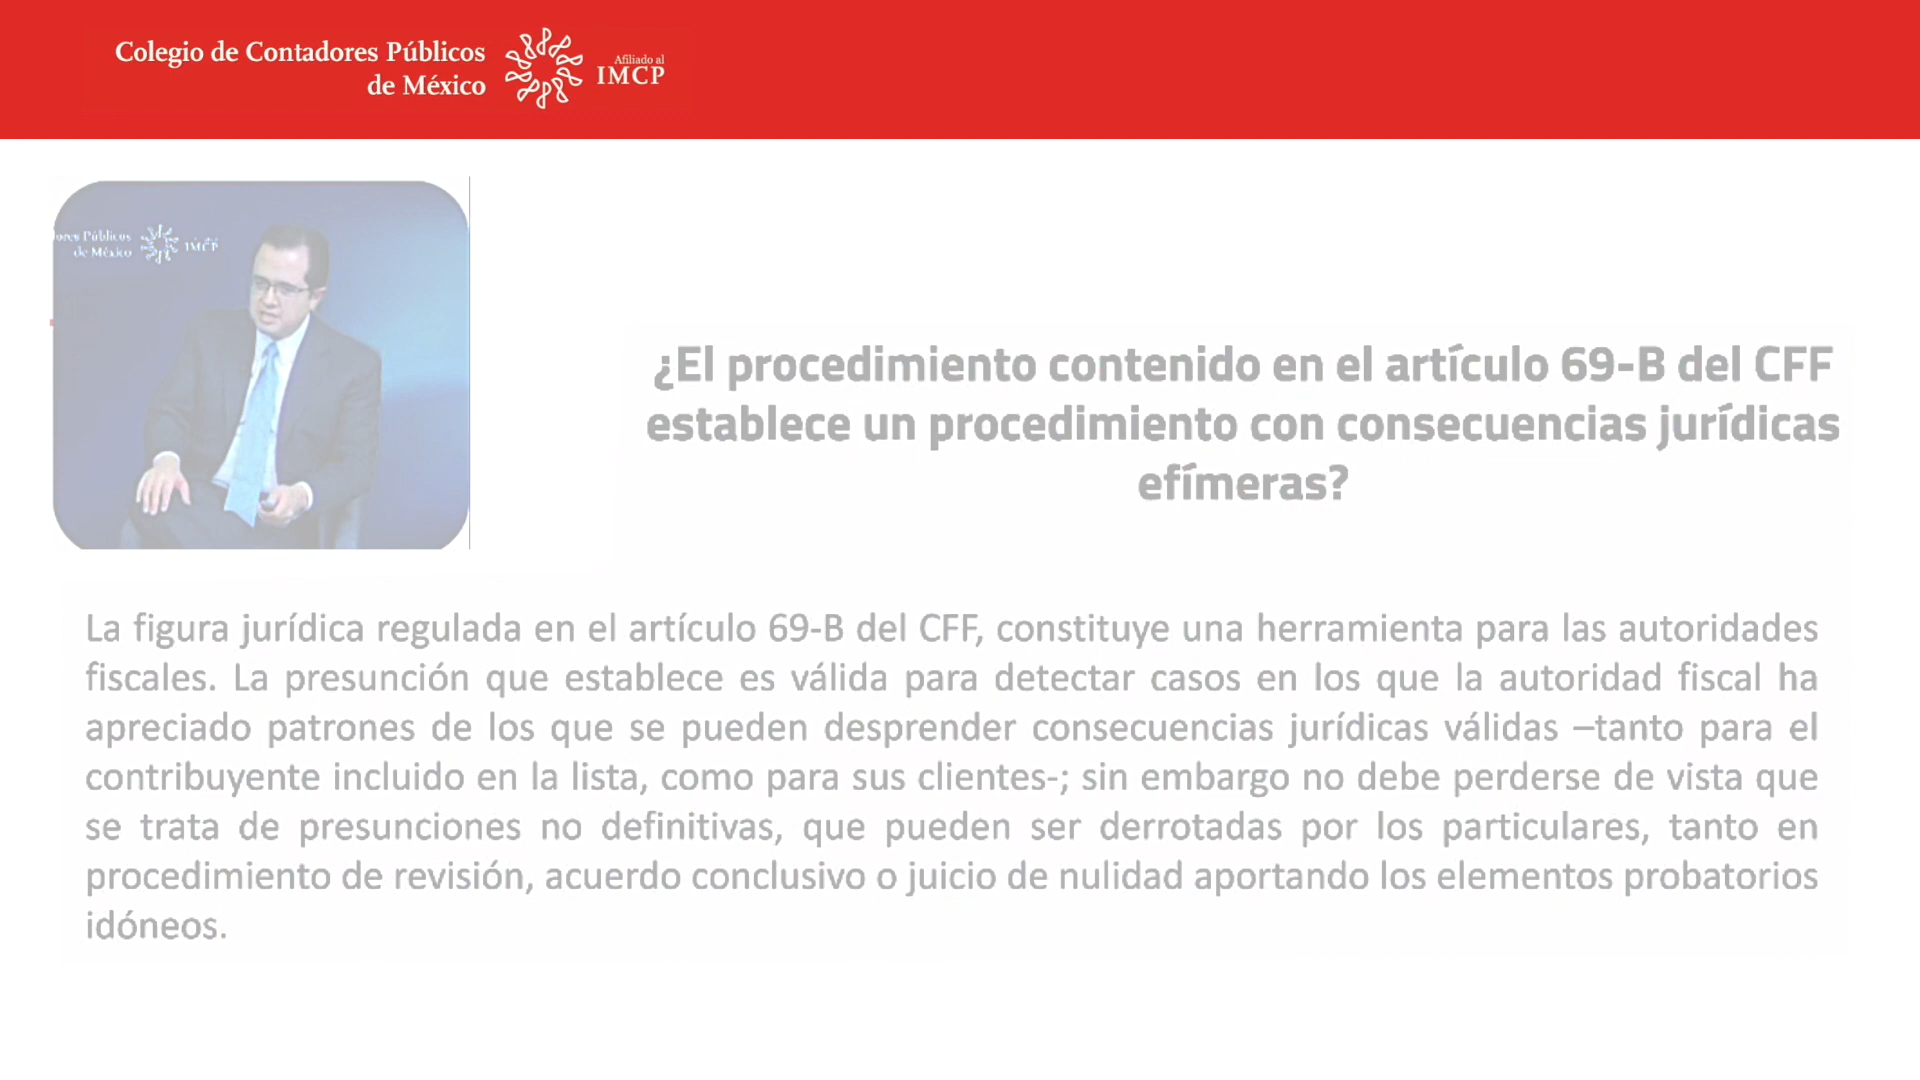 Colegio de Contadores Públicos
de México
Afiliado al
IMCP
ores Públicos
de México
IMCP
¿El procedimiento contenido en el artículo 69-B del CFF
establece un procedimiento con consecuencias jurídicas
efímeras?
La figura jurídica regulada en el artículo 69-B del CFF, constituye una herramienta para las autoridades
fiscales. La presunción que establece es válida para detectar casos en los que la autoridad fiscal ha
apreciado patrones de los que se pueden desprender consecuencias jurídicas válidas –tanto para el
contribuyente incluido en la lista, como para sus clientes-; sin embargo no debe perderse de vista que
se trata de presunciones no definitivas, que pueden ser derrotadas por los particulares, tanto en
procedimiento de revisión, acuerdo conclusivo o juicio de nulidad aportando los elementos probatorios
idóneos.